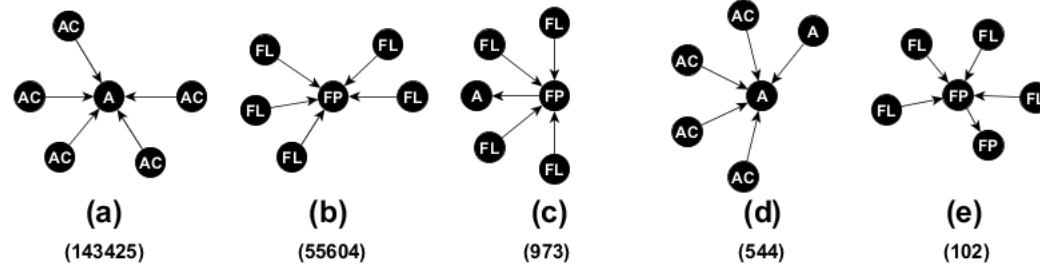 AC
AC A AC
AC AC
FL FL
FL FP FL
FL
FL
FL
A FP
FL
FL
AC A
AC
A
AC
AC
FL FL
FL FP FL
FP
(a) (b) (c) (d) (e)
(143425) (55604) (973) (544) (102)